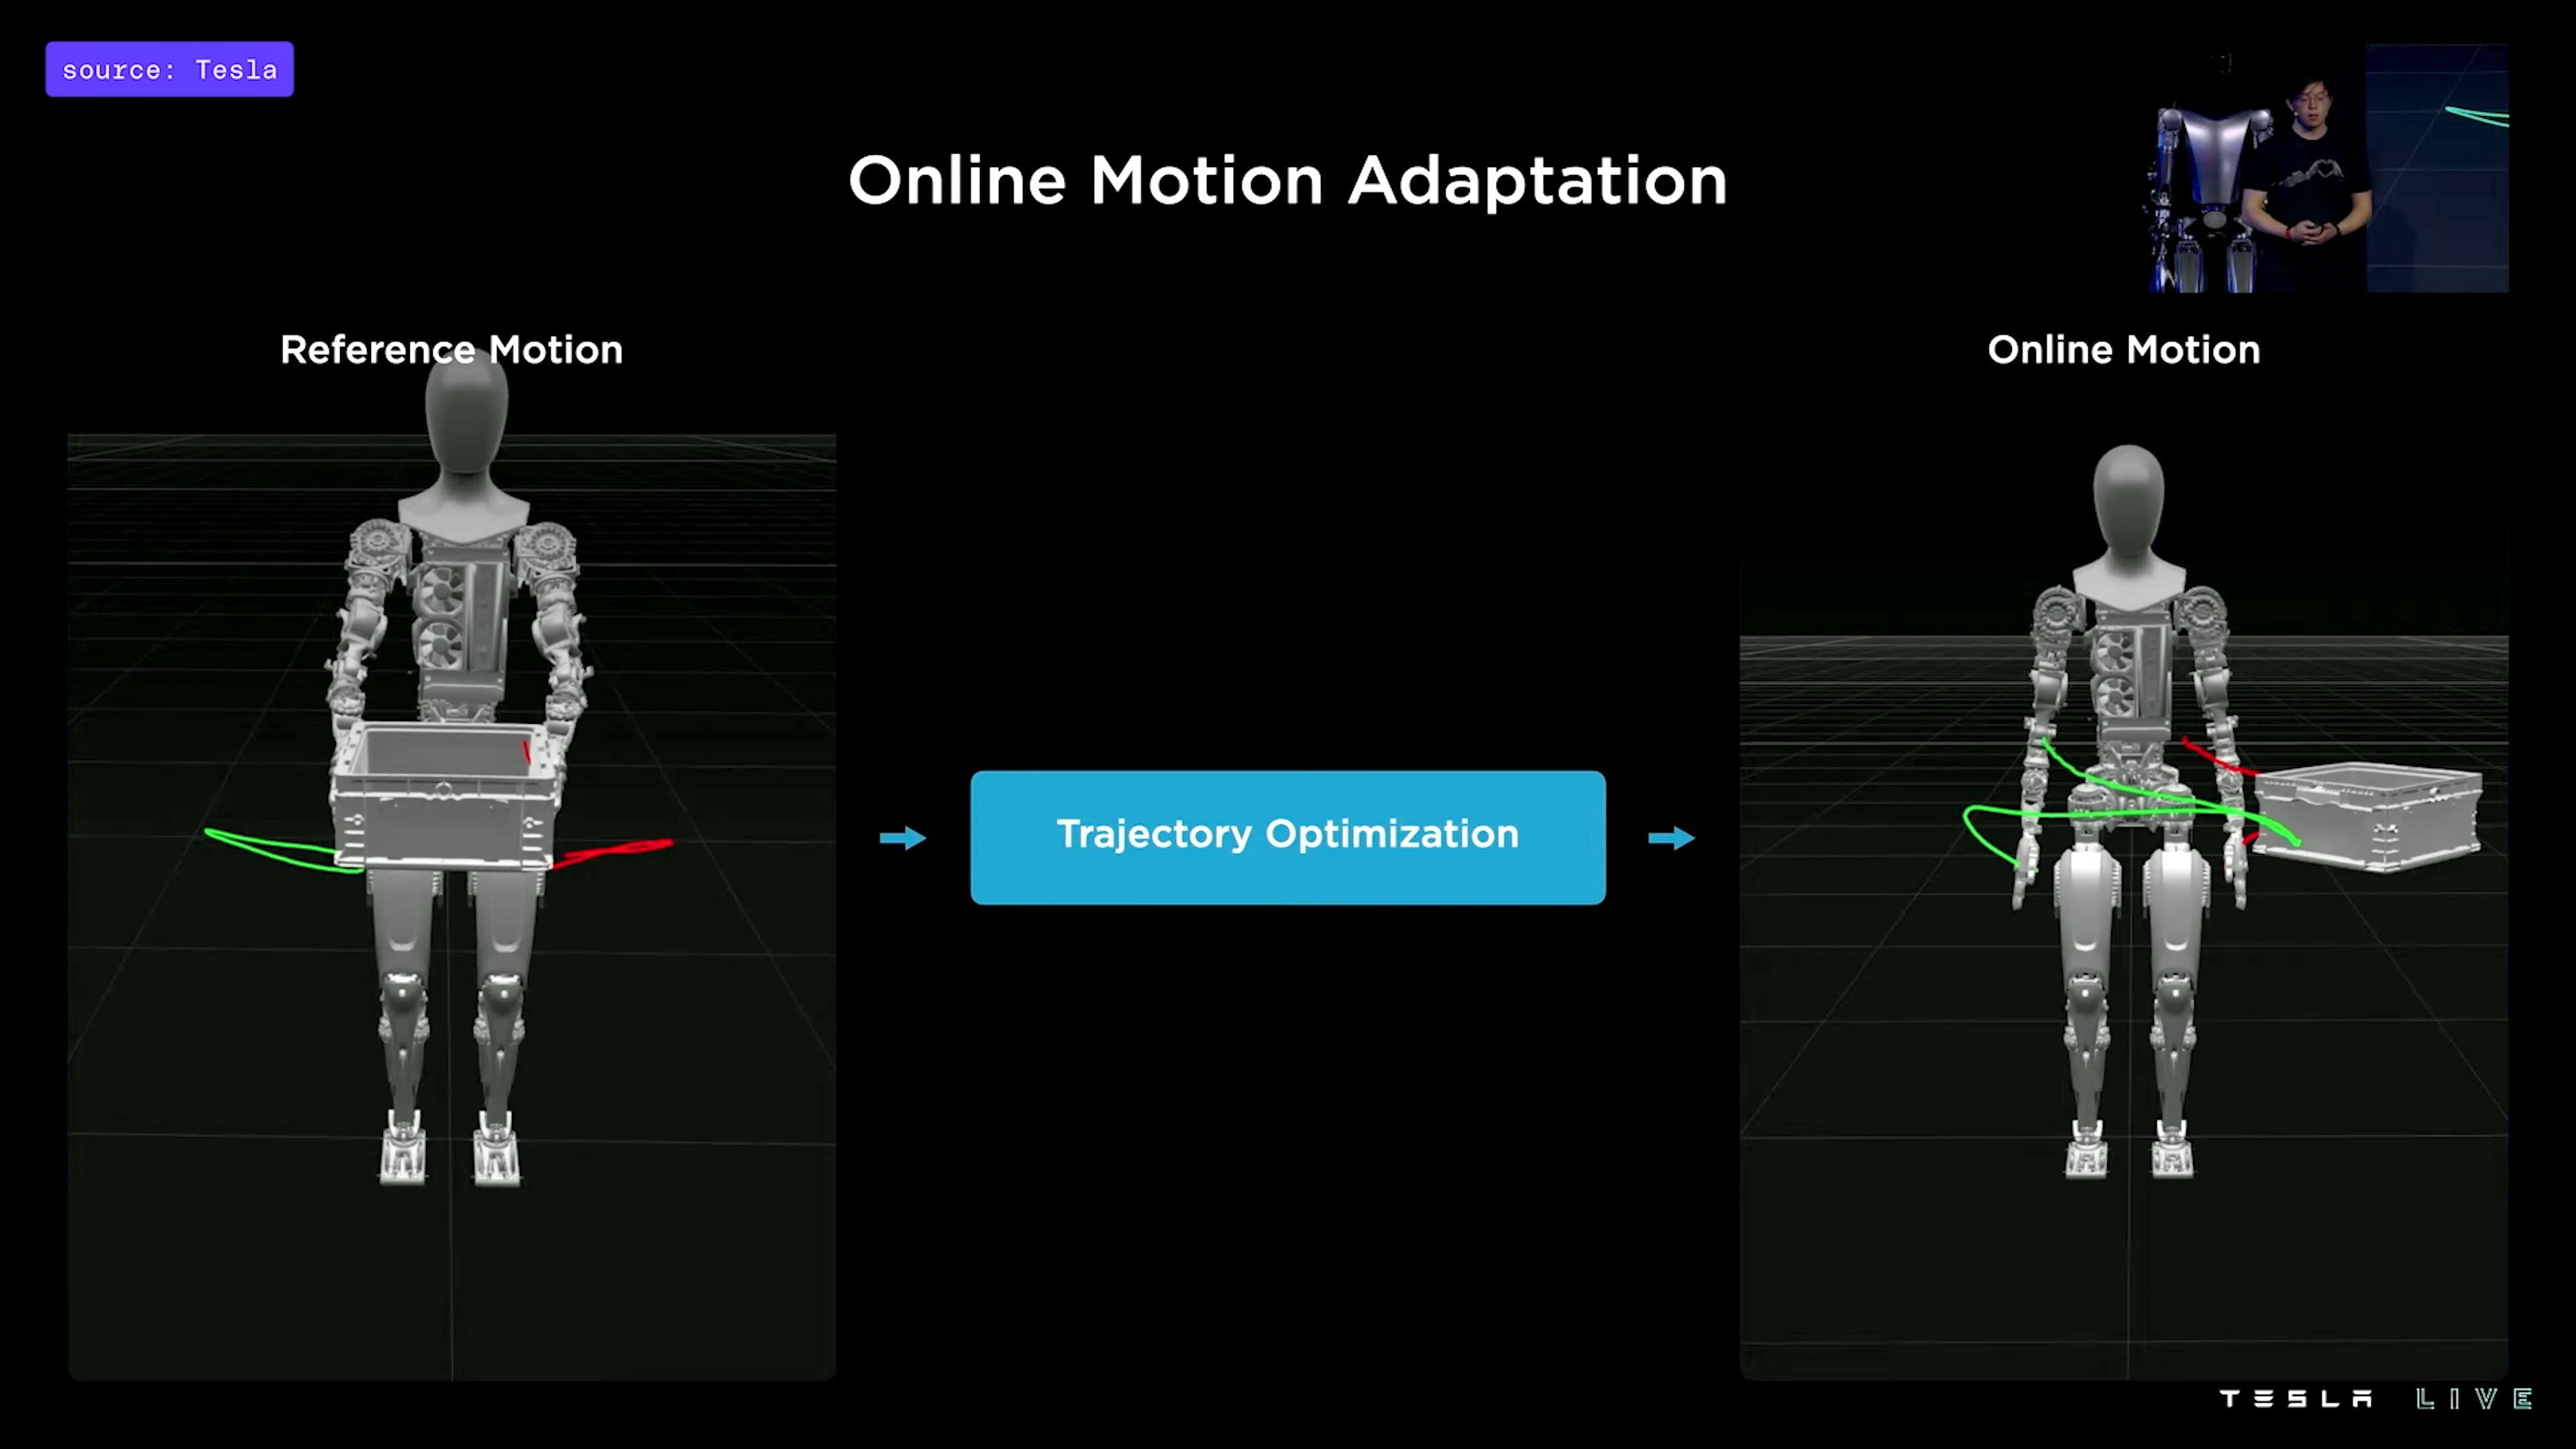 source: Tesla
Online Motion Adaptation
Reference Motion
Online Motion
Trajectory Optimization
TESLA LIVE